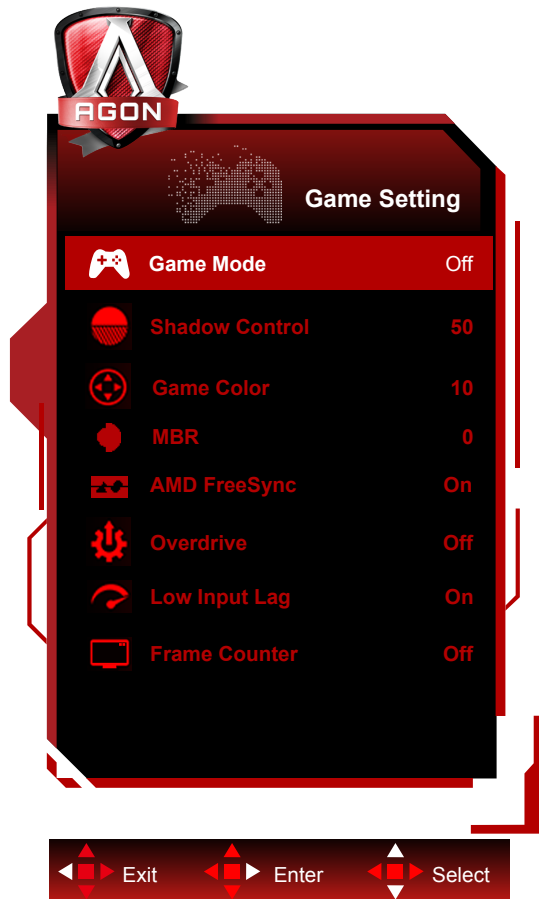 AGON
Game Setting
Game Mode Off
Shadow Control 50
Game Color 10
MBR 0
AMD FreeSync On
Overdrive Off
Low Input Lag On
Frame Counter Off
Exit Enter Select